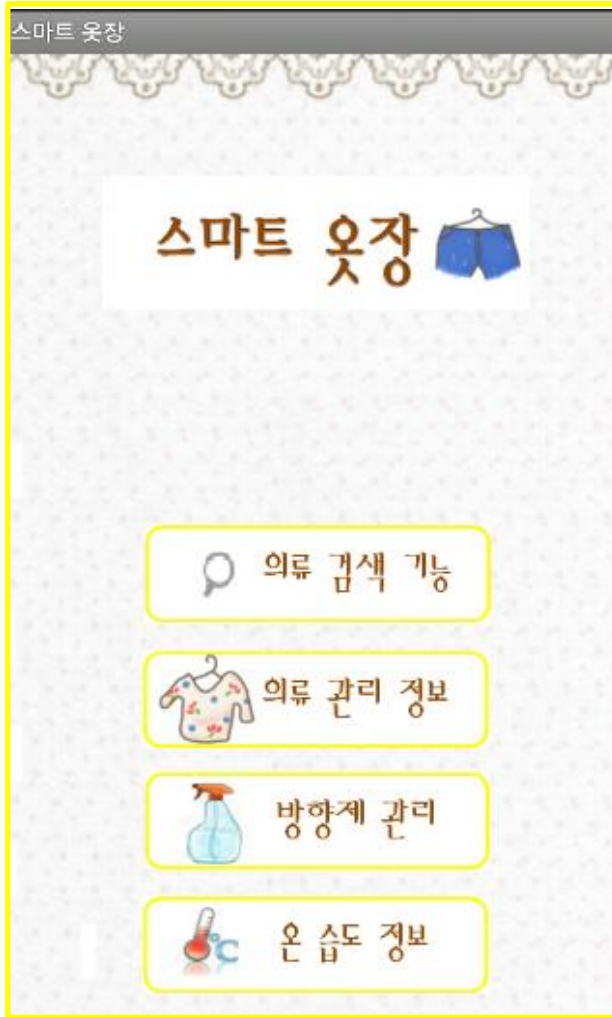 스마트 옷장
스마트 옷장
의류 검색 기능
의류 관리 정보
방향제 관리
℃
온 습도 정보